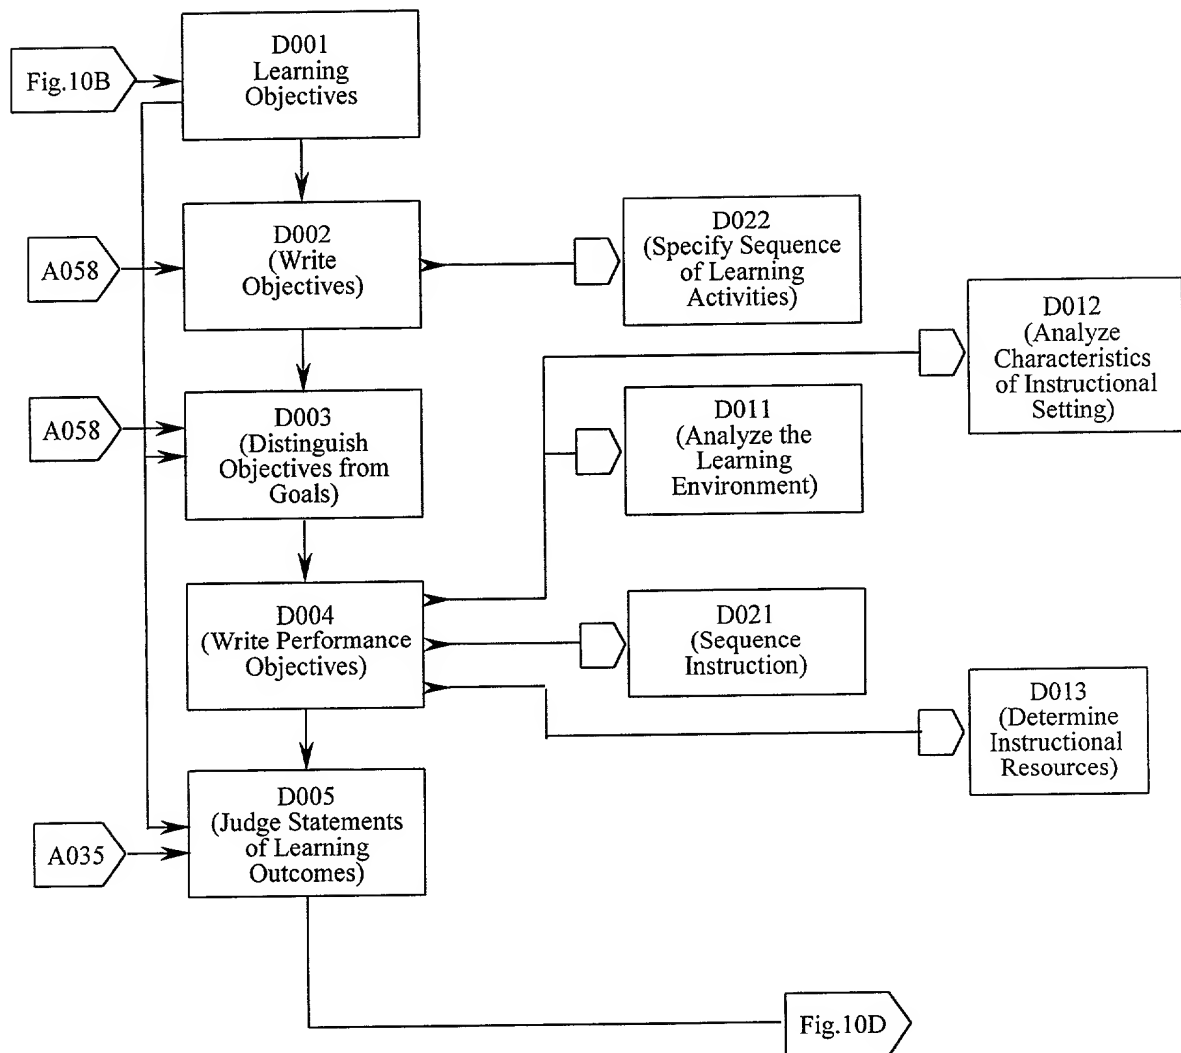 D001
Learning
Objectives
Fig.10B
D002
(Write
Objectives)
A058
D022
(Specify Sequence
of Learning
Activities)
D012
(Analyze
Characteristics
of Instructional
Setting)
A058
D003
(Distinguish
Objectives from
Goals)
D011
(Analyze the
Learning
Environment)
D004
(Write Performance
Objectives)
D021
(Sequence
Instruction)
D013
(Determine
Instructional
Resources)
D005
(Judge Statements
of Learning
Outcomes)
A035
Fig.10D